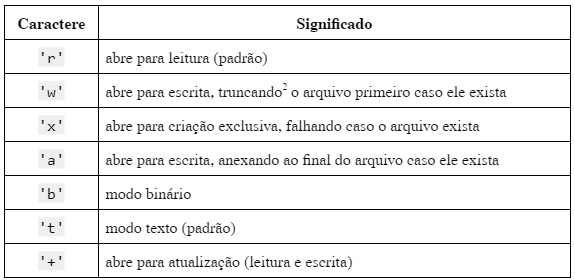 Caractere Significado
'r' abre para leitura (padrão)
'w' abre para escrita, truncando² o arquivo primeiro caso ele exista
'x' abre para criação exclusiva, falhando caso o arquivo exista
'a' abre para escrita, anexando ao final do arquivo caso ele exista
'b' modo binário
't' modo texto (padrão)
'+' abre para atualização (leitura e escrita)